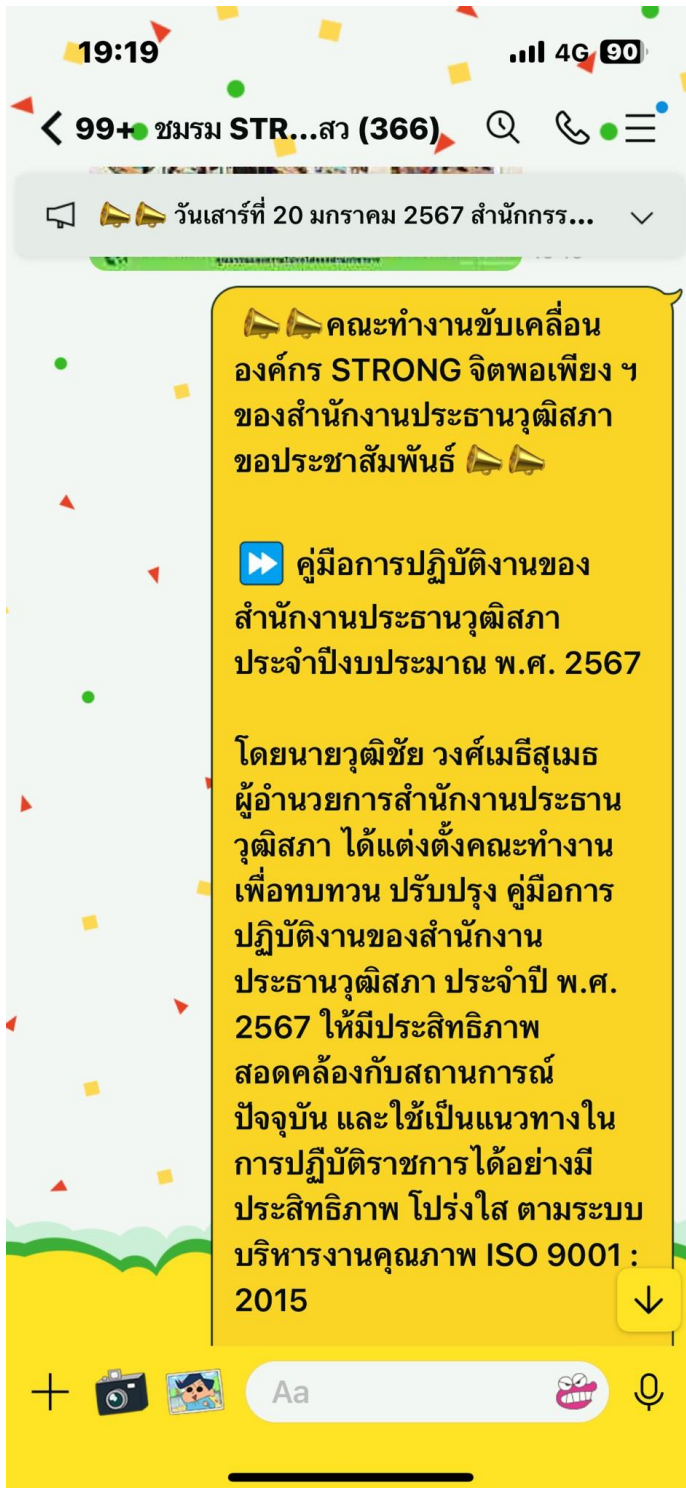 19:19
4G 90
99+ ชมรม STR...สว (366)
วันเสาร์ที่ 20 มกราคม 2567 สำนักกรร...
คณะทำงานขับเคลื่อน
องค์กร STRONG จิตพอเพียง ฯ
ของสำนักงานประธานวุฒิสภา
ขอประชาสัมพันธ์
คู่มือการปฏิบัติงานของ
สำนักงานประธานวุฒิสภา
ประจำปีงบประมาณ พ.ศ. 2567
โดยนายวุฒิชัย วงศ์เมธีสุเมธ
ผู้อำนวยการสำนักงานประธาน
วุฒิสภา ได้แต่งตั้งคณะทำงาน
เพื่อทบทวน ปรับปรุง คู่มือการ
ปฏิบัติงานของสำนักงาน
ประธานวุฒิสภา ประจำปี พ.ศ.
2567 ให้มีประสิทธิภาพ
สอดคล้องกับสถานการณ์
ปัจจุบัน และใช้เป็นแนวทางใน
การปฏืบัติราชการได้อย่างมี
ประสิทธิภาพ โปร่งใส ตามระบบ
บริหารงานคุณภาพ ISO 9001 :
2015
Aa